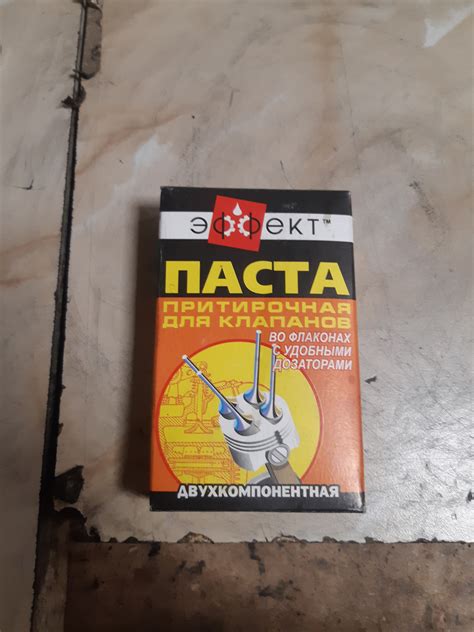 эффект™
ПАСТА
ПРИТИРОЧНАЯ
ДЛЯ КЛАПАНОВ
ВО ФЛАКОНАХ
С УДОБНЫМИ
ДОЗАТОРАМИ
ДВУХКОМПОНЕНТНАЯ